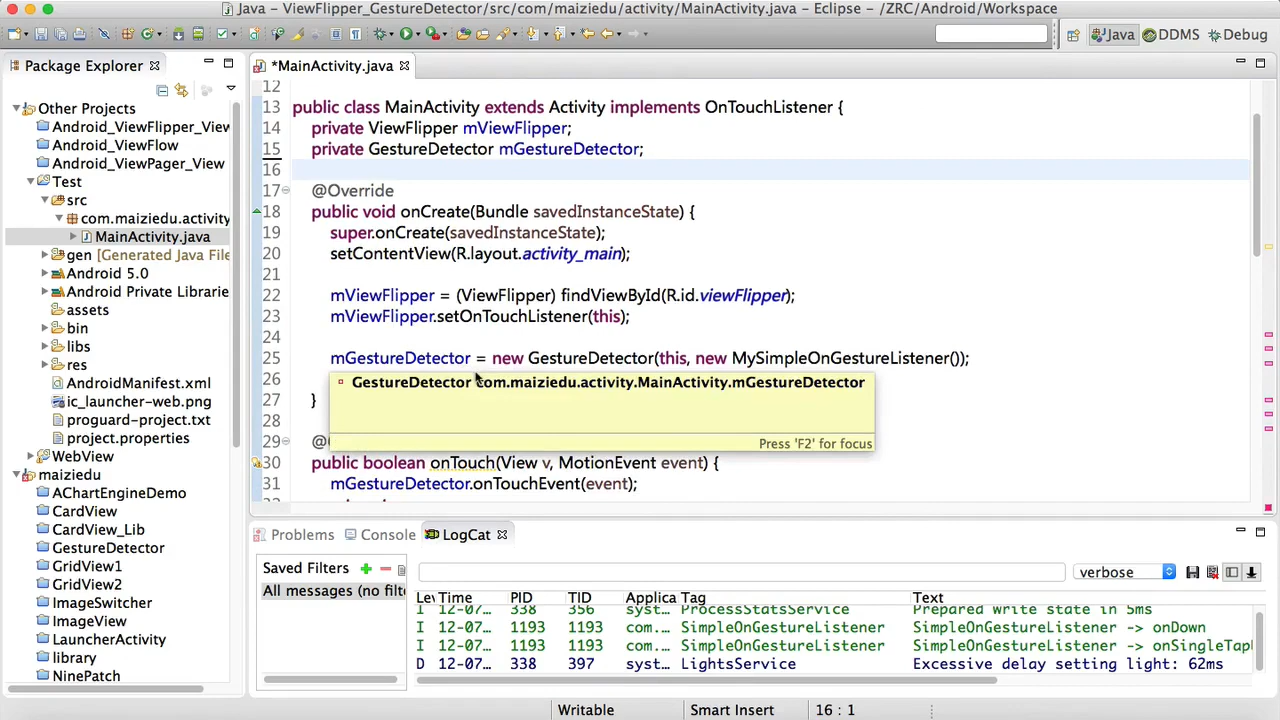 Java – ViewFlipper_GestureDetector/src/com/maiziedu/activity/MainActivity.java – Eclipse – /ZRC/Android/Workspace
Java
DDMS
Debug
Package Explorer
Other Projects
Android_ViewFlipper_View
Android_ViewFlow
Android_ViewPager_View
Test
src
com.maiziedu.activity
MainActivity.java
gen [Generated Java File
Android 5.0
Android Private Librarie
assets
bin
libs
res
AndroidManifest.xml
ic_launcher-web.png
proguard-project.txt
project.properties
WebView
maiziedu
AChartEngineDemo
CardView
CardView_Lib
GestureDetector
GridView1
GridView2
ImageSwitcher
ImageView
LauncherActivity
library
NinePatch
*MainActivity.java
12
13 public class MainActivity extends Activity implements OnTouchListener {
14 private ViewFlipper mViewFlipper;
15 private GestureDetector mGestureDetector;
16
17 @Override
18 public void onCreate(Bundle savedInstanceState) {
19 super.onCreate(savedInstanceState);
20 setContentView(R.layout.activity_main);
21
22 mViewFlipper = (ViewFlipper) findViewById(R.id.viewFlipper);
23 mViewFlipper.setOnTouchListener(this);
24
25 mGestureDetector = new GestureDetector(this, new MySimpleOnGestureListener());
26 GestureDetector com.maiziedu.activity.MainActivity.mGestureDetector
27 }
28
Press 'F2' for focus
29 @
30 public boolean onTouch(View v, MotionEvent event) {
31 mGestureDetector.onTouchEvent(event);
Problems
Console
LogCat
Saved Filters
All messages (no filte
verbose
Le Time PID TID Applica Tag Text
I 12-07… 338 356 syst… ProcessStatsService Prepared write state in 5ms
I 12-07… 1193 1193 com.… SimpleOnGestureListener SimpleOnGestureListener -> onDown
I 12-07… 1193 1193 com.… SimpleOnGestureListener SimpleOnGestureListener -> onSingleTapU
D 12-07… 338 397 syst… LightsService Excessive delay setting light: 62ms
Writable
Smart Insert
16 : 1